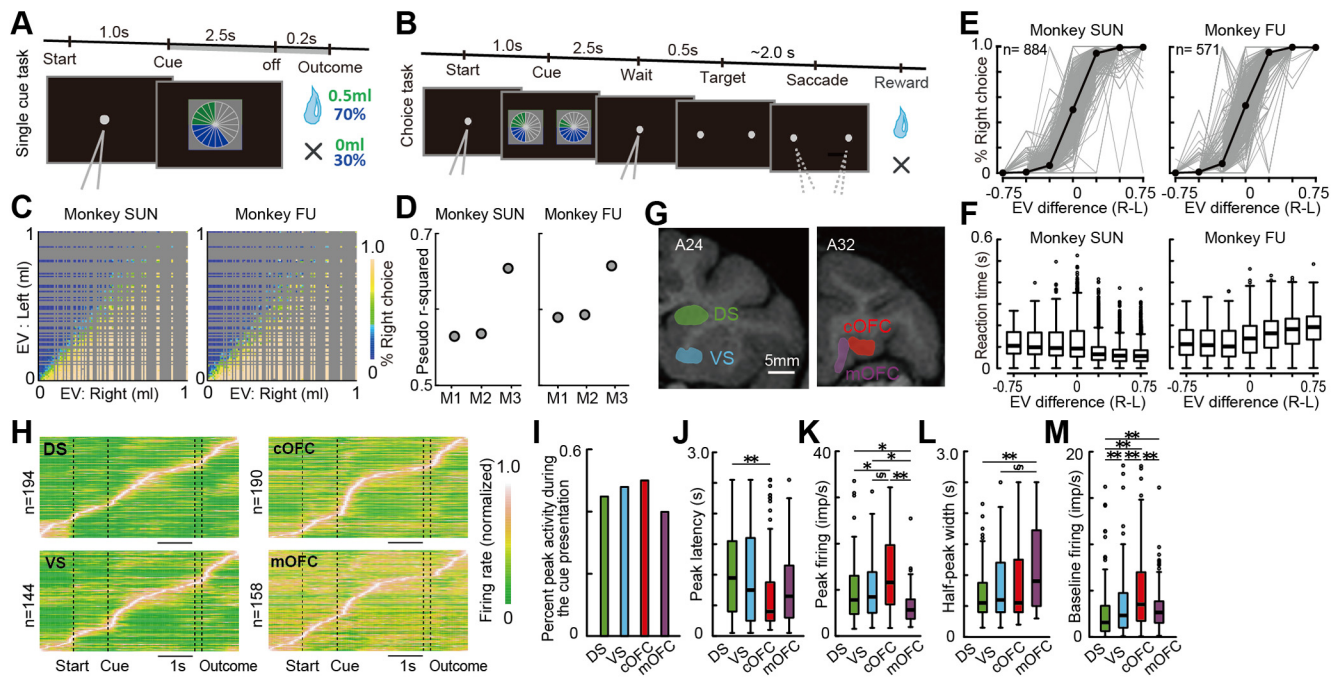 A
Single cue task
1.0s
2.5s
0.2s
Start
Cue
off
Outcome
0.5ml
70%
0ml
30%
B
Choice task
1.0s
2.5s
0.5s
~2.0 s
Start
Cue
Wait
Target
Saccade
Reward
C
Monkey SUN
Monkey FU
EV : Left (ml)
1
0
0
EV: Right (ml)
1
0
EV: Right (ml)
1
% Right choice
1.0
0
D
Monkey SUN
Monkey FU
Pseudo r-squared
0.7
0.5
M1 M2 M3
M1 M2 M3
E
Monkey SUN
Monkey FU
% Right choice
1.0
0
n= 884
n= 571
-0.75
0
0.75
-0.75
0
0.75
EV difference (R-L)
EV difference (R-L)
F
Monkey SUN
Monkey FU
Reaction time (s)
0.6
0
-0.75
0
0.75
-0.75
0
0.75
EV difference (R-L)
EV difference (R-L)
G
A24
DS
VS
5mm
A32
cOFC
mOFC
H
DS
n=194
cOFC
n=190
VS
n=144
mOFC
n=158
Start
Cue
1s
Outcome
Start
Cue
1s
Outcome
Firing rate (normalized)
1.0
0
I
Percent peak activity during
the cue presentation
0.6
0
DS
VS
cOFC
mOFC
J
Peak latency (s)
3.0
0
**
DS
VS
cOFC
mOFC
K
Peak firing (imp/s)
40
0
*
*
*
§
**
DS
VS
cOFC
mOFC
L
Half-peak width (s)
3.0
0
**
§
DS
VS
cOFC
mOFC
M
Baseline firing (imp/s)
20
0
**
**
**
**
**
DS
VS
cOFC
mOFC